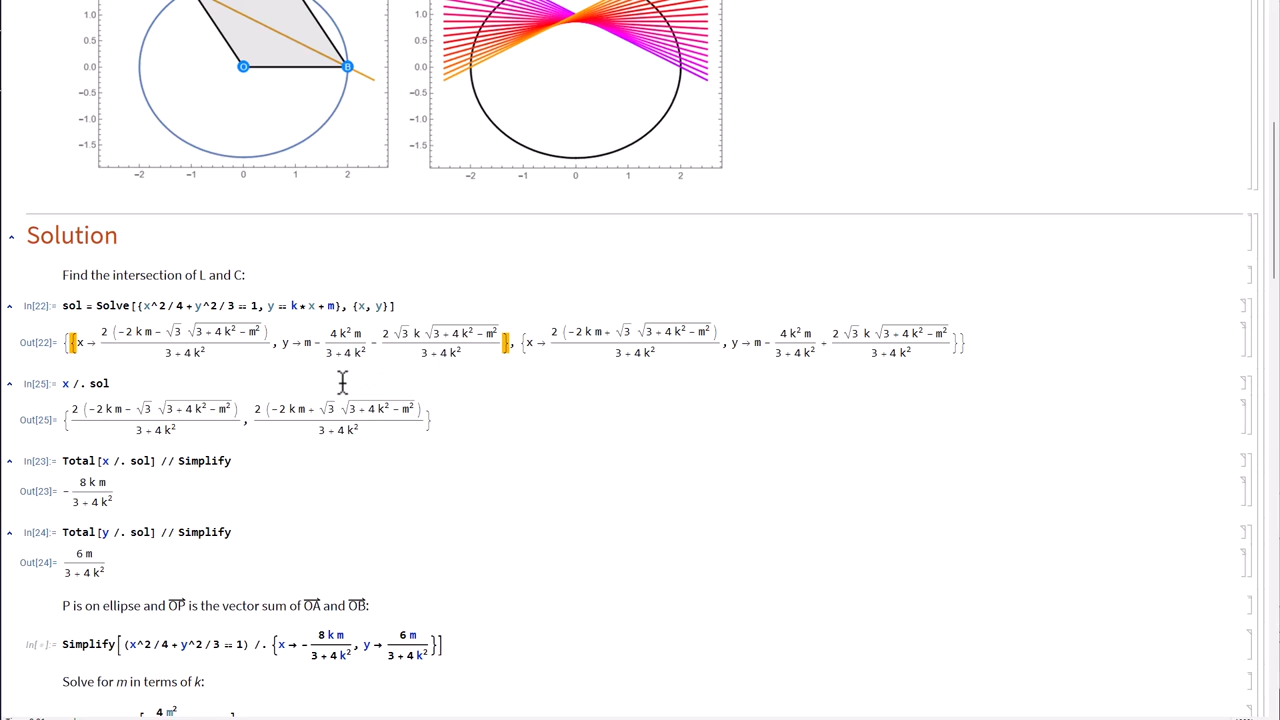 1.0 1.0
0.5 0.5
0.0 O B 0.0
−0.5 −0.5
−1.0 −1.0
−1.5 −1.5
−2 −1 0 1 2 −2 −1 0 1 2
Solution
Find the intersection of L and C:
In[22]:= sol = Solve[{x^2/4+y^2/3 == 1, y == k*x+m}, {x, y}]
Out[22]= {{x → 2 (−2 k m − √3 √(3 + 4 k² − m²)) / (3 + 4 k²), y → m − 4 k² m / (3 + 4 k²) − 2 √3 k √(3 + 4 k² − m²) / (3 + 4 k²)}, {x → 2 (−2 k m + √3 √(3 + 4 k² − m²)) / (3 + 4 k²), y → m − 4 k² m / (3 + 4 k²) + 2 √3 k √(3 + 4 k² − m²) / (3 + 4 k²)}}
In[25]:= x /. sol
Out[25]= {2 (−2 k m − √3 √(3 + 4 k² − m²)) / (3 + 4 k²), 2 (−2 k m + √3 √(3 + 4 k² − m²)) / (3 + 4 k²)}
In[23]:= Total[x /. sol] // Simplify
Out[23]= − 8 k m / (3 + 4 k²)
In[24]:= Total[y /. sol] // Simplify
Out[24]= 6 m / (3 + 4 k²)
P is on ellipse and OP is the vector sum of OA and OB:
In[∘]:= Simplify[(x^2/4+y^2/3 == 1) /. {x → − 8 k m / (3 + 4 k²), y → 6 m / (3 + 4 k²)}]
Solve for m in terms of k:
4 m²